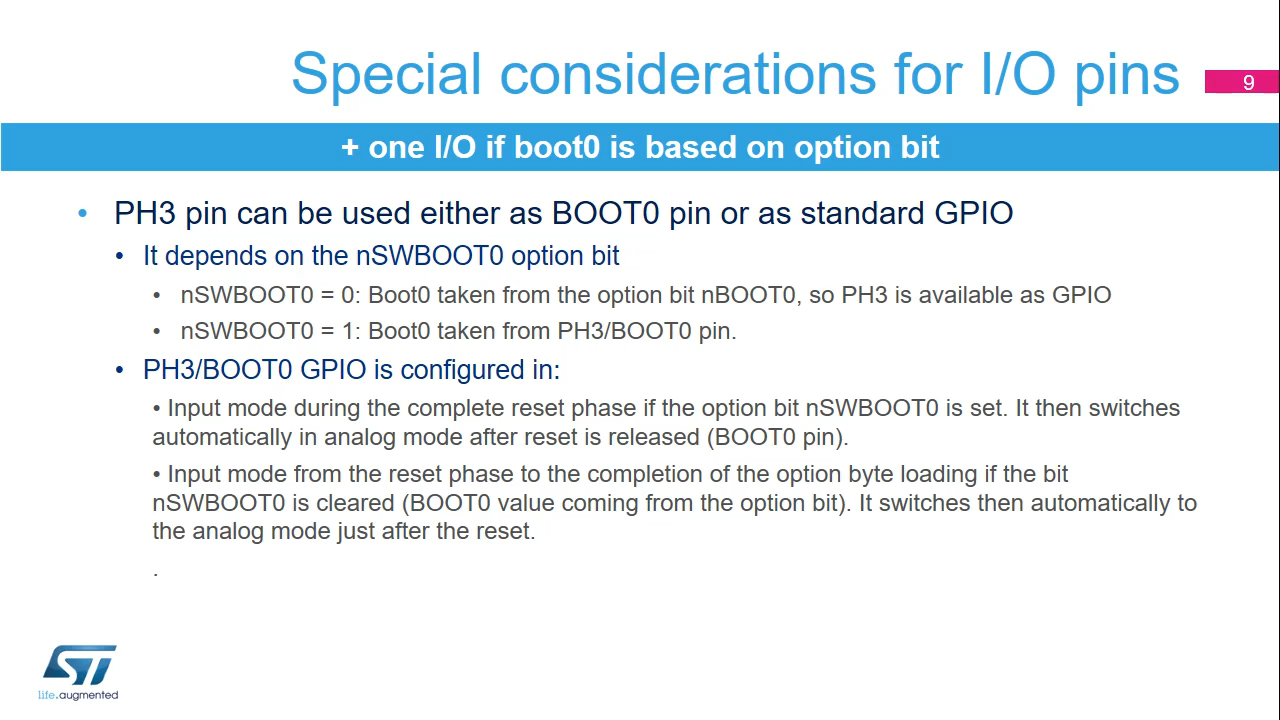 Special considerations for I/O pins
9
+ one I/O if boot0 is based on option bit
• PH3 pin can be used either as BOOT0 pin or as standard GPIO
• It depends on the nSWBOOT0 option bit
• nSWBOOT0 = 0: Boot0 taken from the option bit nBOOT0, so PH3 is available as GPIO
• nSWBOOT0 = 1: Boot0 taken from PH3/BOOT0 pin.
• PH3/BOOT0 GPIO is configured in:
• Input mode during the complete reset phase if the option bit nSWBOOT0 is set. It then switches
automatically in analog mode after reset is released (BOOT0 pin).
• Input mode from the reset phase to the completion of the option byte loading if the bit
nSWBOOT0 is cleared (BOOT0 value coming from the option bit). It switches then automatically to
the analog mode just after the reset.
.
ST
life.augmented